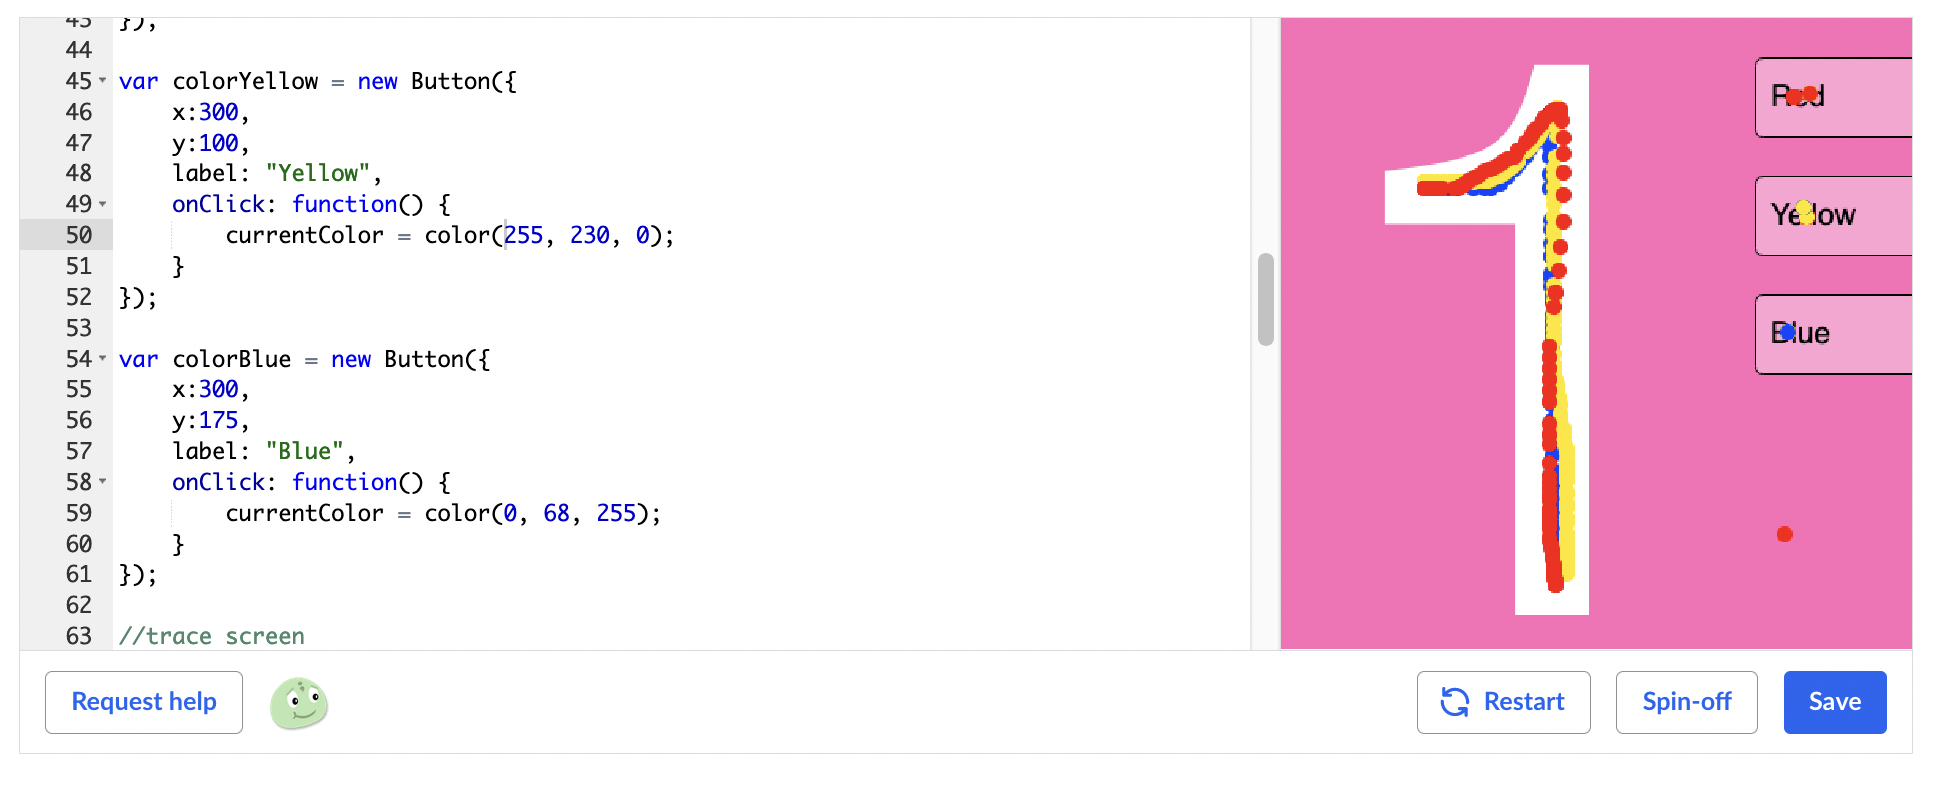 43 });
44
45 var colorYellow = new Button({
46 x:300,
47 y:100,
48 label: "Yellow",
49 onClick: function() {
50 currentColor = color(255, 230, 0);
51 }
52 });
53
54 var colorBlue = new Button({
55 x:300,
56 y:175,
57 label: "Blue",
58 onClick: function() {
59 currentColor = color(0, 68, 255);
60 }
61 });
62
63 //trace screen
1
Red
Yellow
Blue
Request help
Restart
Spin-off
Save